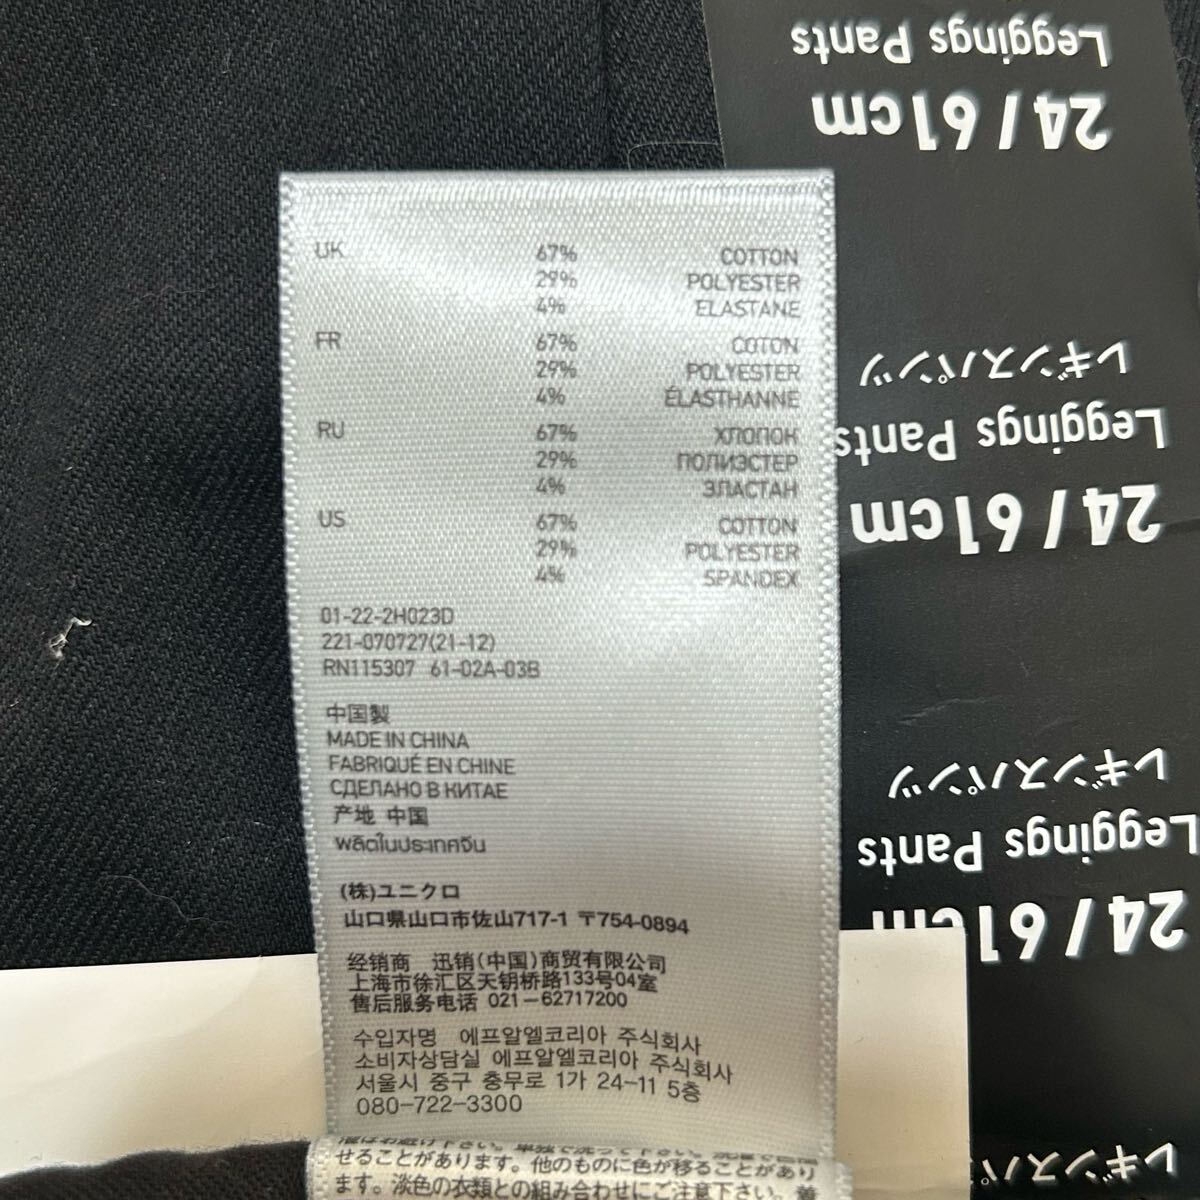 UK 67% COTTON
29% POLYESTER
4% ELASTANE
FR 67% COTON
29% POLYESTER
4% ÉLASTHANNE
RU 67% ХЛОПОК
29% ПОЛИЭСТЕР
4% ЭЛАСТАН
US 67% COTTON
29% POLYESTER
4% SPANDEX
01-22-2H023D
221-070727(21-12)
RN115307 61-02A-03B
中国製
MADE IN CHINA
FABRIQUÉ EN CHINE
СДЕЛАНО В КИТАЕ
产地 中国
ผลิตในประเทศจีน
(株)ユニクロ
山口県山口市佐山717-1 〒754-0894
经销商 迅销(中国)商贸有限公司
上海市徐汇区天钥桥路133号04室
售后服务电话 021-62717200
수입자명 에프알엘코리아 주식회사
소비자상담실 에프알엘코리아 주식회사
서울시 중구 충무로 1가 24-11 5층
080-722-3300
せることがあります。他のものに色が移ることがあり
ます。淡色の衣類との組み合わせにご注意下さい。着
24/61cm
Leggings Pants
24/61cm
Leggings Pants
レギンスパンツ
24/61cm
Leggings Pants
レギンスパンツ
レギンスパ